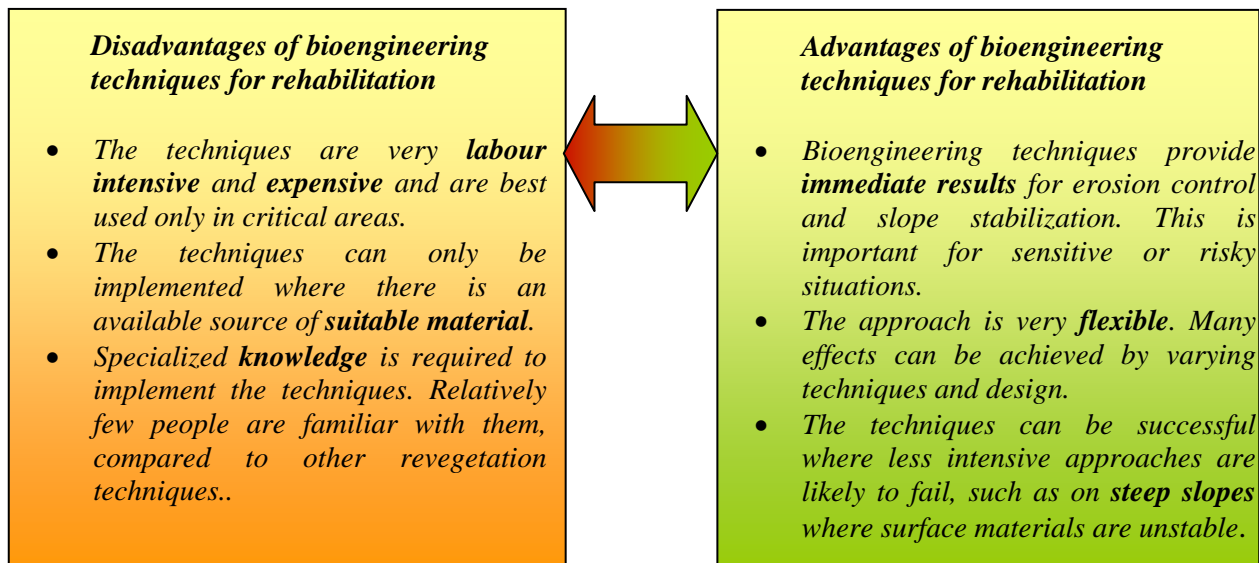 Disadvantages of bioengineering
techniques for rehabilitation
• The techniques are very labour
intensive and expensive and are best
used only in critical areas.
• The techniques can only be
implemented where there is an
available source of suitable material.
• Specialized knowledge is required to
implement the techniques. Relatively
few people are familiar with them,
compared to other revegetation
techniques..
Advantages of bioengineering
techniques for rehabilitation
• Bioengineering techniques provide
immediate results for erosion control
and slope stabilization. This is
important for sensitive or risky
situations.
• The approach is very flexible. Many
effects can be achieved by varying
techniques and design.
• The techniques can be successful
where less intensive approaches are
likely to fail, such as on steep slopes
where surface materials are unstable.